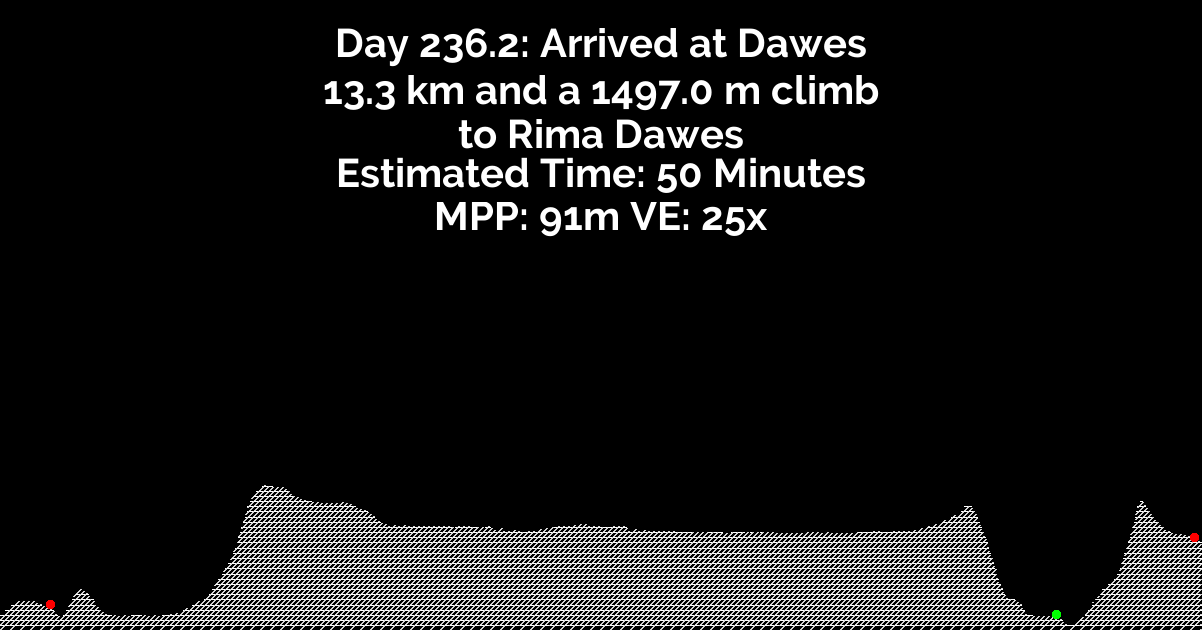 Day 236.2: Arrived at Dawes
13.3 km and a 1497.0 m climb
to Rima Dawes
Estimated Time: 50 Minutes
MPP: 91m VE: 25x